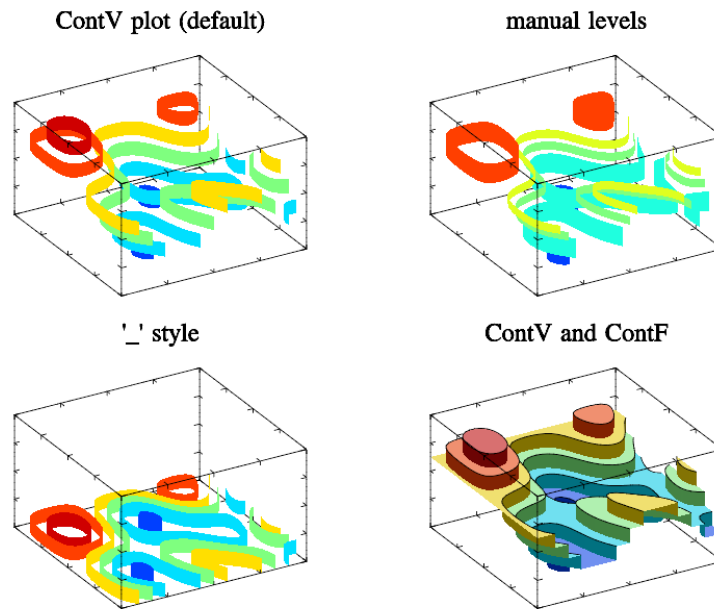 ContV plot (default)
manual levels
'_' style
ContV and ContF